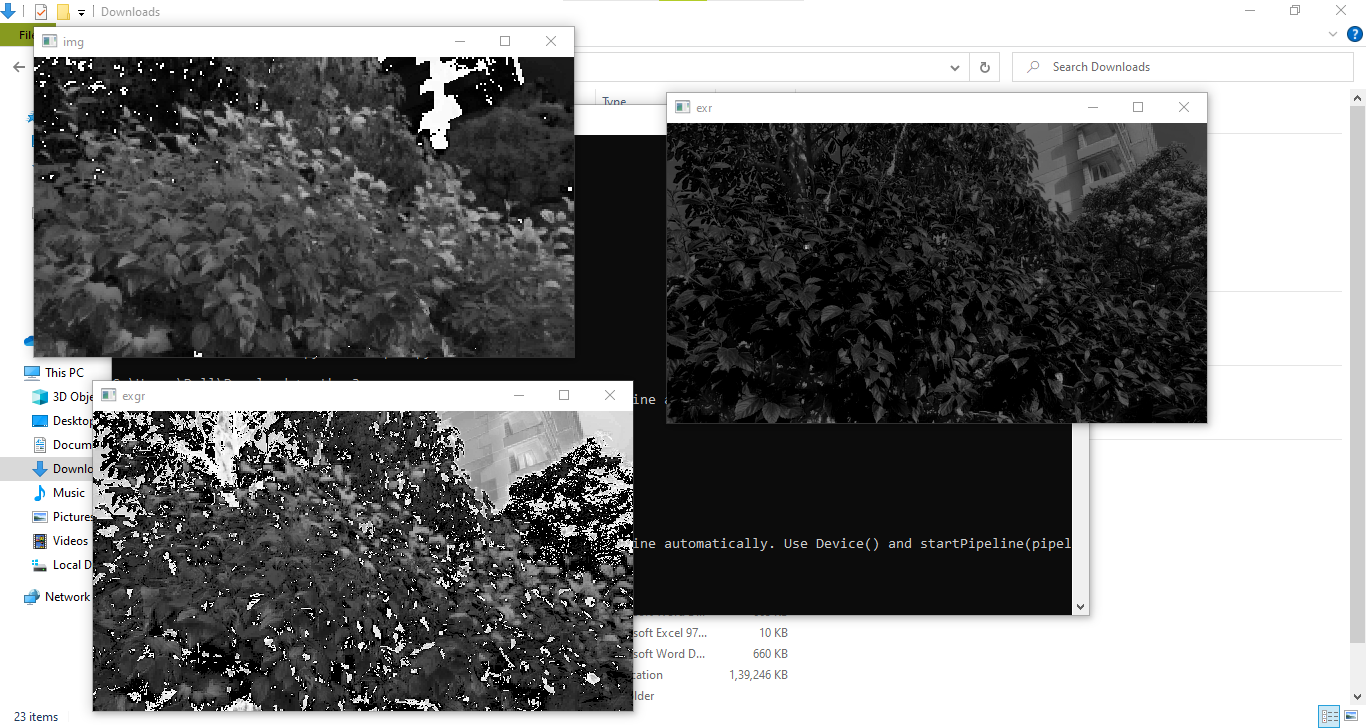 Downloads
Fil
img
Search Downloads
Type
exr
This PC
3D Obje
exgr
ine a
Desktop
Docum
Downlo
Music
Pictures
Videos
ine automatically. Use Device() and startPipeline(pipel
Local D
Network
soft Excel 97... 10 KB
soft Word D... 660 KB
cation 1,39,246 KB
lder
23 items